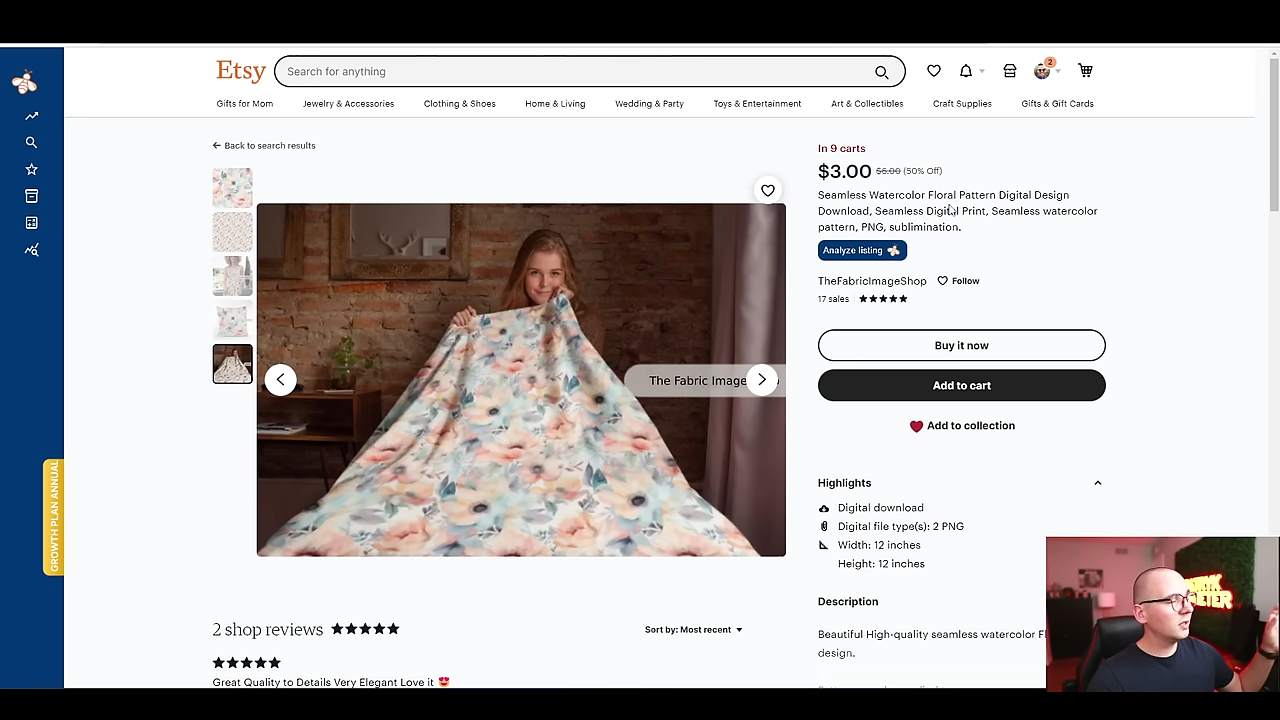 Etsy
Search for anything
2
Gifts for Mom
Jewelry & Accessories
Clothing & Shoes
Home & Living
Wedding & Party
Toys & Entertainment
Art & Collectibles
Craft Supplies
Gifts & Gift Cards
Back to search results
In 9 carts
$3.00 $6.00 (50% Off)
Seamless Watercolor Floral Pattern Digital Design
Download, Seamless Digital Print, Seamless watercolor
pattern, PNG, sublimination.
Analyze listing
TheFabricImageShop
Follow
17 sales
Buy it now
The Fabric Image
Add to cart
Add to collection
Highlights
Digital download
Digital file type(s): 2 PNG
Width: 12 inches
Height: 12 inches
GROWTH PLAN ANNUAL
Description
Beautiful High-quality seamless watercolor
design.
2 shop reviews
Sort by: Most recent
Great Quality to Details Very Elegant Love it 😍